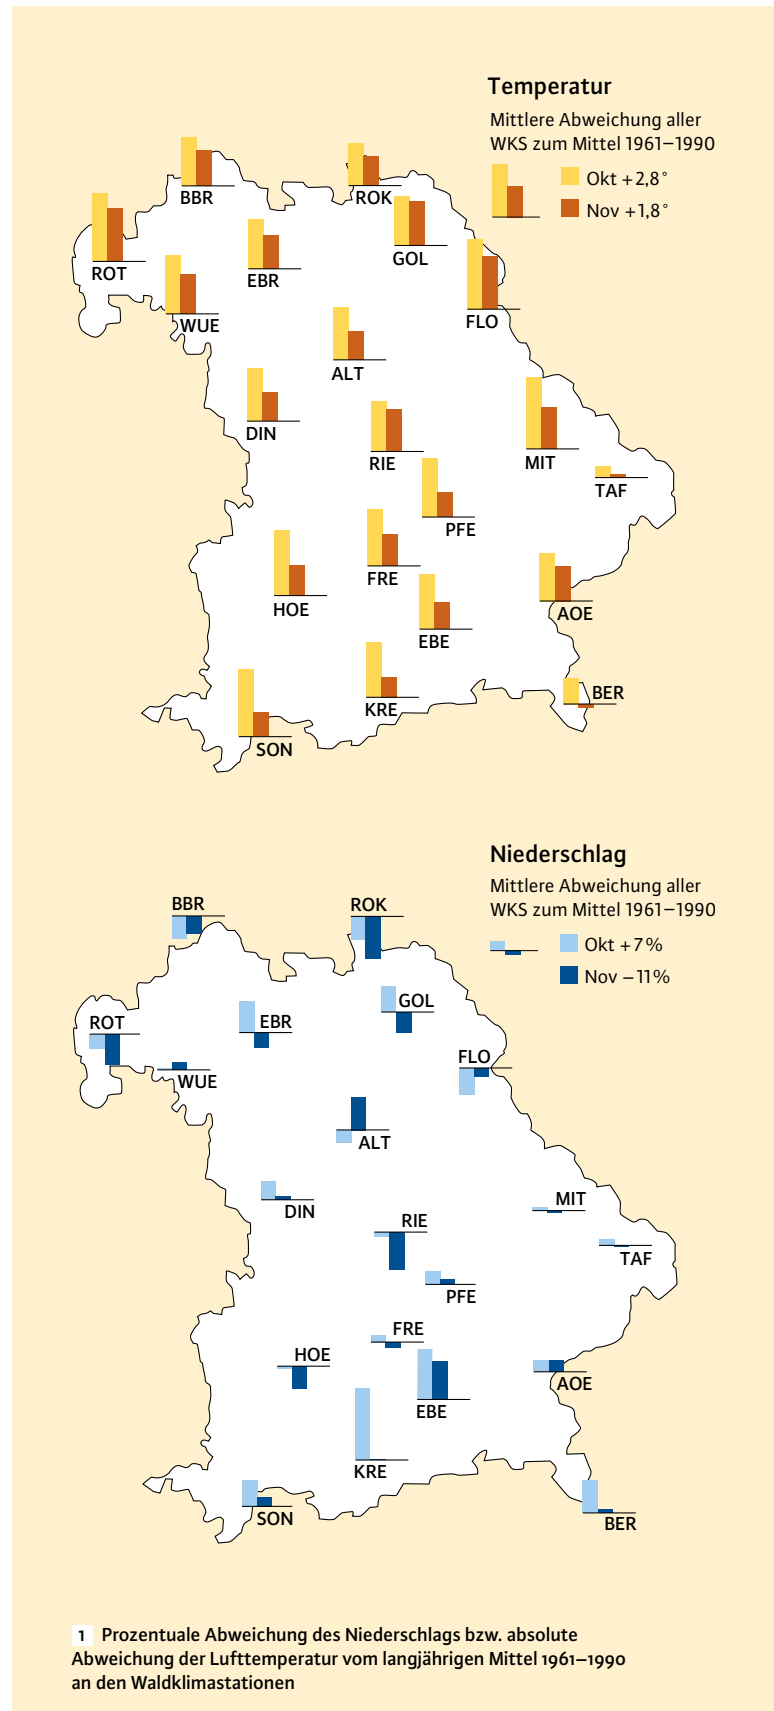 Temperatur
Mittlere Abweichung aller
WKS zum Mittel 1961–1990
Okt +2,8°
Nov +1,8°
BBR
ROK
ROT
GOL
EBR
WUE
FLO
ALT
DIN
RIE
MIT
TAF
PFE
FRE
HOE
AOE
EBE
BER
KRE
SON
Niederschlag
Mittlere Abweichung aller
WKS zum Mittel 1961–1990
Okt +7%
Nov –11%
BBR
ROK
GOL
ROT
EBR
FLO
WUE
ALT
MIT
DIN
RIE
TAF
PFE
FRE
HOE
AOE
EBE
KRE
SON
BER
1 Prozentuale Abweichung des Niederschlags bzw. absolute
Abweichung der Lufttemperatur vom langjährigen Mittel 1961–1990
an den Waldklimastationen